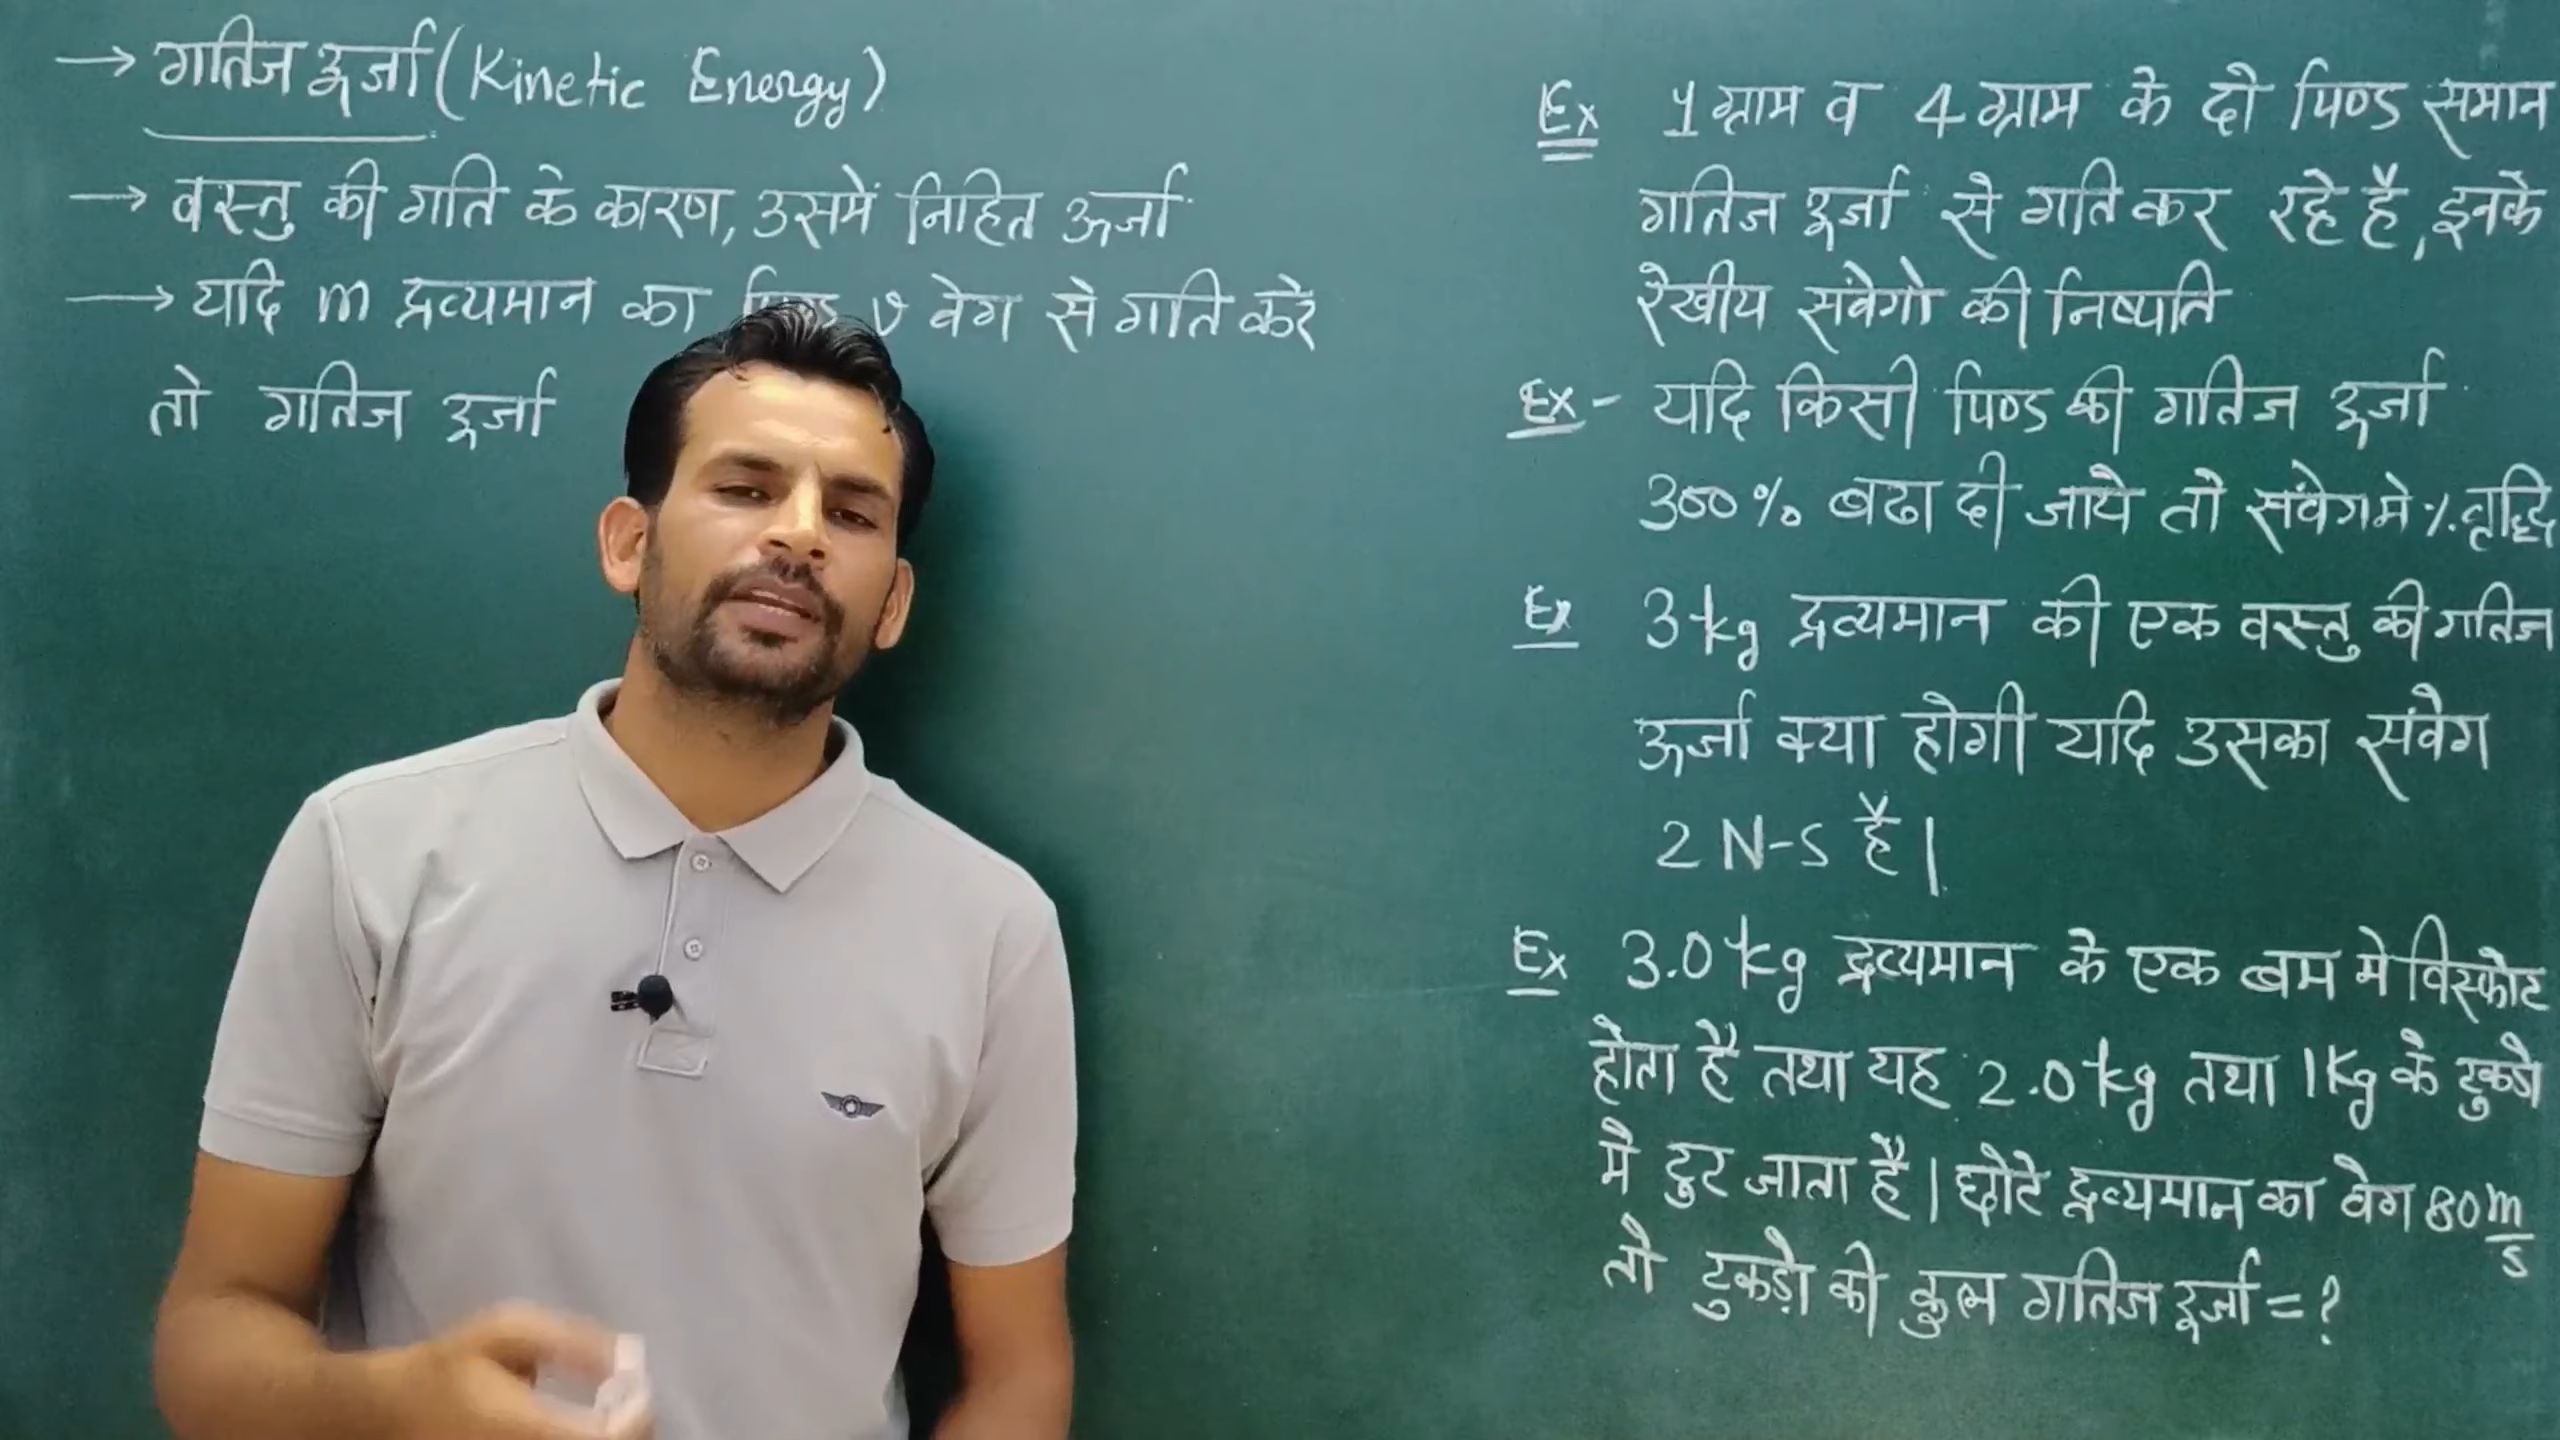 → गतिज ऊर्जा (Kinetic Energy)
→ वस्तु की गति के कारण, उसमें निहित ऊर्जा
→ यदि m द्रव्यमान का पिण्ड v वेग से गति करे
तो गतिज ऊर्जा
Ex 1 ग्राम व 4 ग्राम के दो पिण्ड समान
गतिज ऊर्जा से गति कर रहे है, इनके
रेखीय संवेगो की निष्पति
Ex - यदि किसी पिण्ड की गतिज ऊर्जा
300% बढा दी जाये तो संवेग मे % वृद्धि
Ex 3 kg द्रव्यमान की एक वस्तु की गतिज
ऊर्जा क्या होगी यदि उसका संवेग
2 N-S है |
Ex 3.0 kg द्रव्यमान के एक बम मे विस्फोट
होता है तथा यह 2.0 kg तथा 1 Kg के टुकडो
मे टुट जाता है | छोटे द्रव्यमान का वेग 80 m/s
तो टुकड़ो की कुल गतिज ऊर्जा = ?